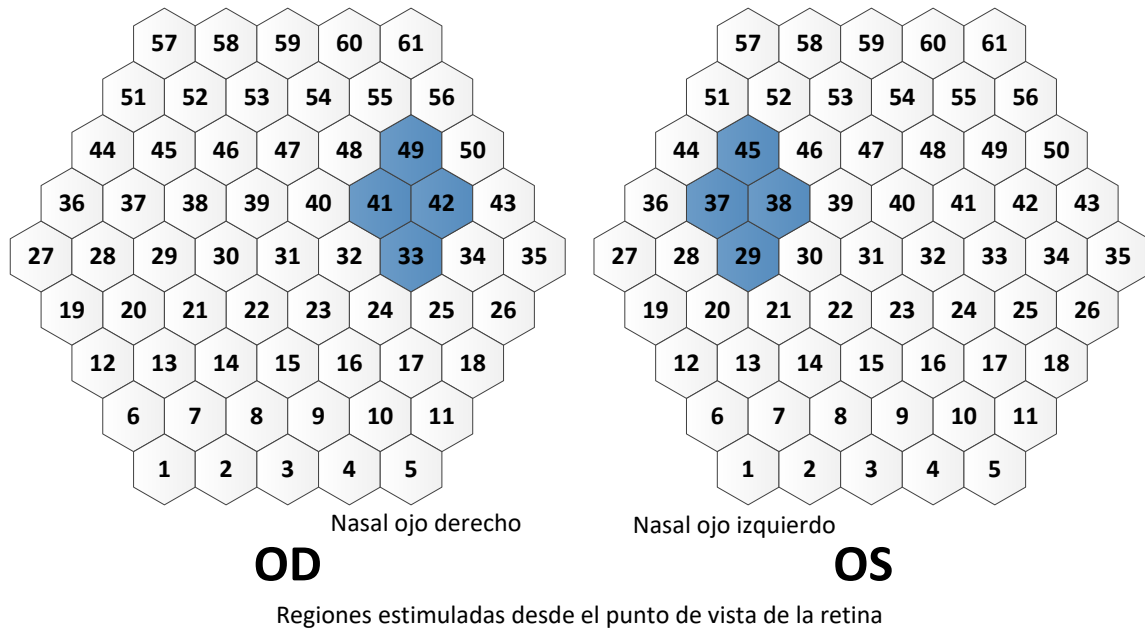 57 58 59 60 61 57 58 59 60 61
51 52 53 54 55 56 51 52 53 54 55 56
44 45 46 47 48 49 50 44 45 46 47 48 49 50
36 37 38 39 40 41 42 43 36 37 38 39 40 41 42 43
27 28 29 30 31 32 33 34 35 27 28 29 30 31 32 33 34 35
19 20 21 22 23 24 25 26 19 20 21 22 23 24 25 26
12 13 14 15 16 17 18 12 13 14 15 16 17 18
6 7 8 9 10 11 6 7 8 9 10 11
1 2 3 4 5 1 2 3 4 5
Nasal ojo derecho Nasal ojo izquierdo
OD OS
Regiones estimuladas desde el punto de vista de la retina